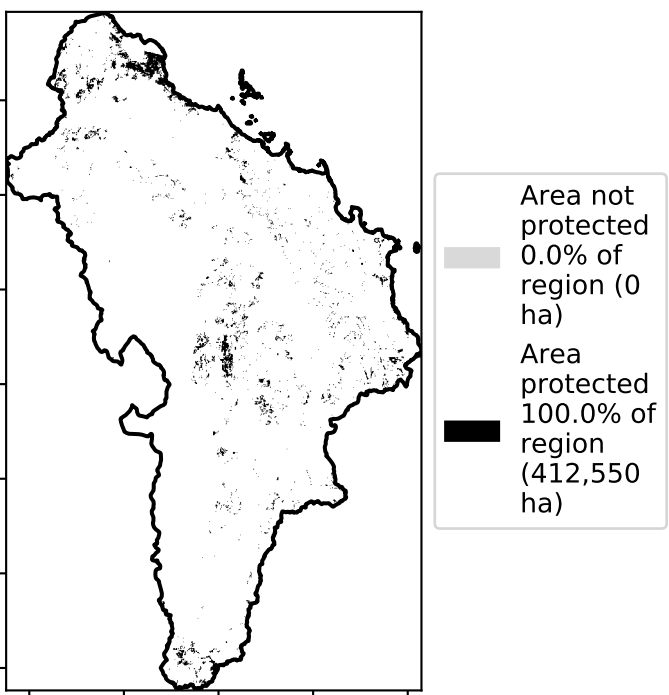 Area not
protected
0.0% of
region (0
ha)
Area
protected
100.0% of
region
(412,550
ha)